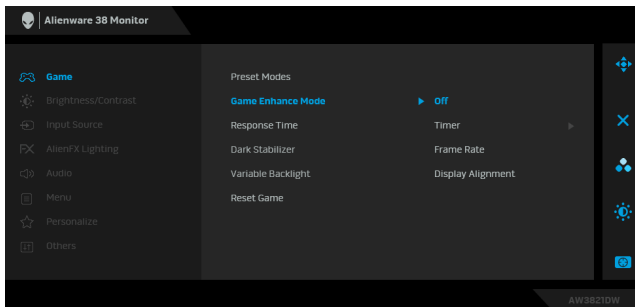 Alienware 38 Monitor
Game
Brightness/Contrast
Input Source
AlienFX Lighting
Audio
Menu
Personalize
Others
Preset Modes
Game Enhance Mode
Response Time
Dark Stabilizer
Variable Backlight
Reset Game
Off
Timer
Frame Rate
Display Alignment
FX
AW3821DW